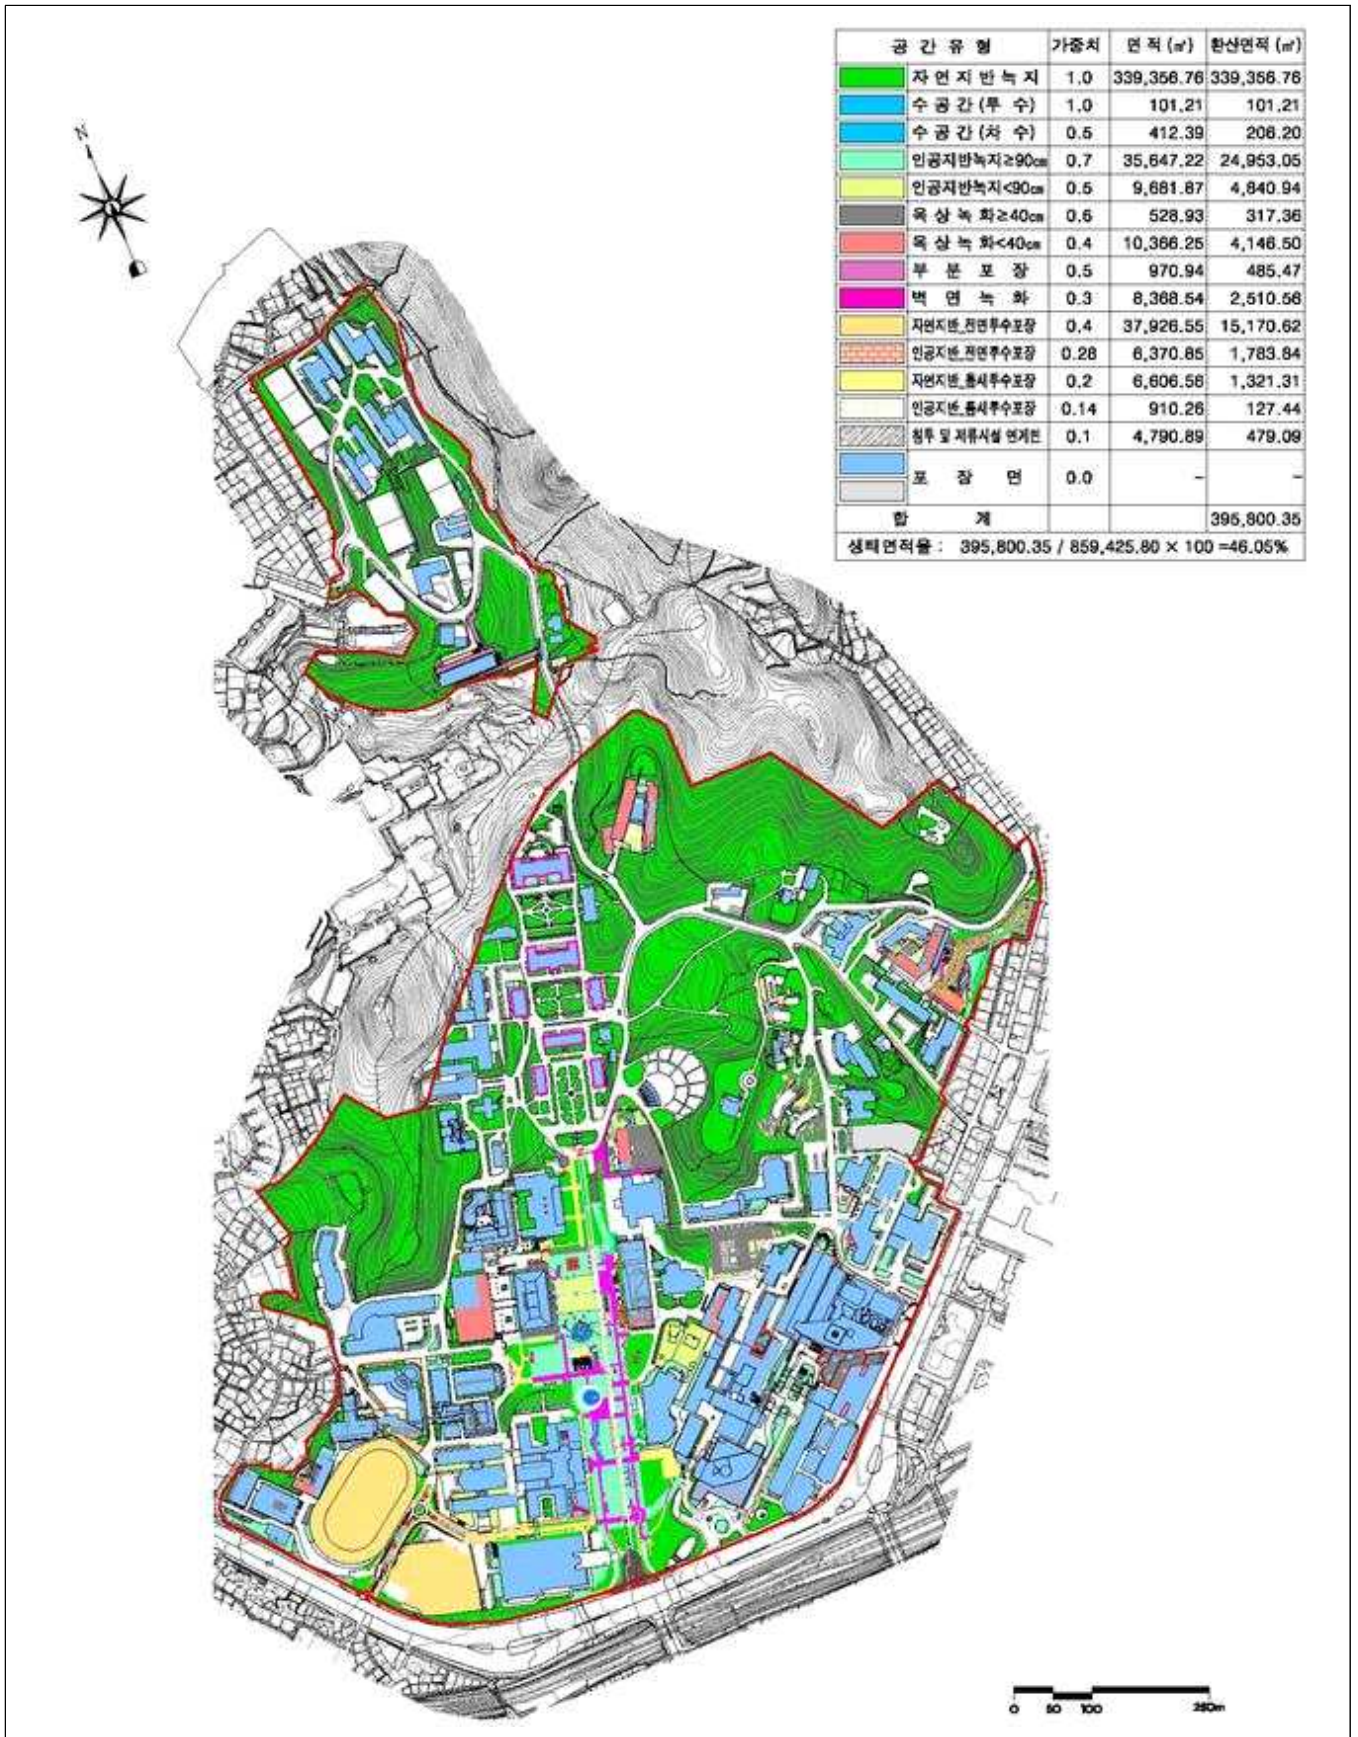 공 간 유 형 가중치 면 적 (㎡) 환산면적 (㎡)
자 연 지 반 녹 지 1.0 339,356.76 339,356.76
수 공 간 (투 수) 1.0 101.21 101.21
수 공 간 (차 수) 0.5 412.39 206.20
인공지반녹지≥90㎝ 0.7 35,647.22 24,953.05
인공지반녹지<90㎝ 0.5 9,681.87 4,840.94
옥 상 녹 화≥40㎝ 0.6 528.93 317.36
옥 상 녹 화<40㎝ 0.4 10,366.25 4,146.50
부 분 포 장 0.5 970.94 485.47
벽 면 녹 화 0.3 8,368.54 2,510.56
자연지반_전면투수포장 0.4 37,926.55 15,170.62
인공지반_전면투수포장 0.28 6,370.85 1,783.84
자연지반_틈새투수포장 0.2 6,606.56 1,321.31
인공지반_틈새투수포장 0.14 910.26 127.44
침투 및 저류시설 연계면 0.1 4,790.89 479.09
포 장 면 0.0 - -
합 계 395,800.35
생태면적율 : 395,800.35 / 859,425.80 × 100 =46.05%
N
0 50 100 250m